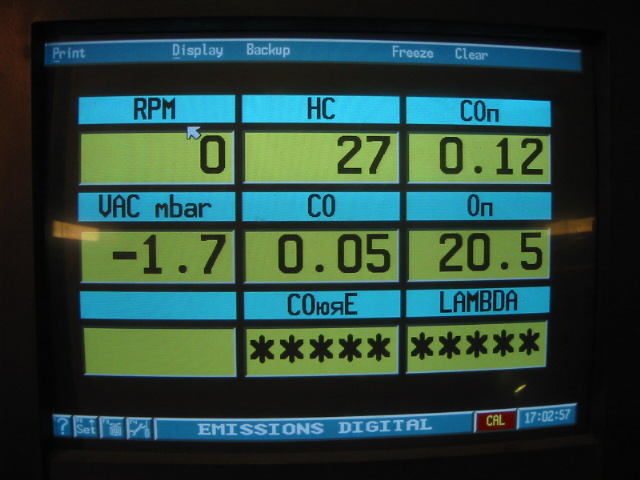 Print Display Backup Freeze Clear
RPM HC COп
0 27 0.12
VAC mbar CO Oп
-1.7 0.05 20.5
COюяE LAMBDA
***** *****
? Set EMISSIONS DIGITAL CAL 17:02:57